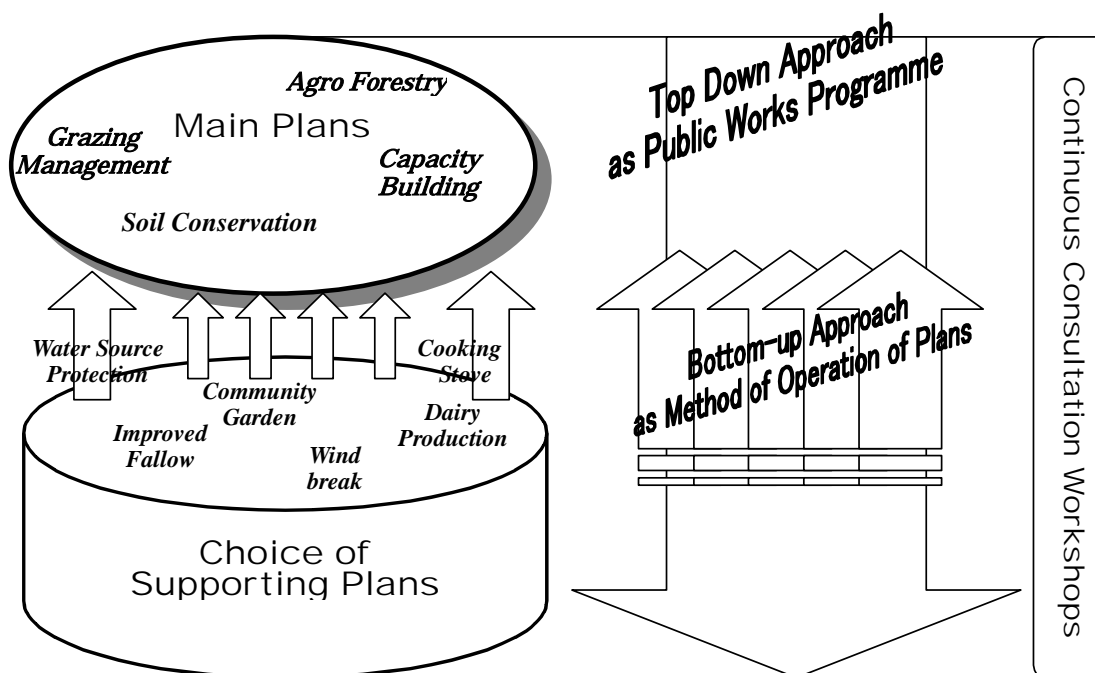 Agro Forestry
Main Plans
Grazing
Management
Capacity
Building
Soil Conservation
Water Source
Protection
Cooking
Stove
Community
Garden
Dairy
Production
Improved
Fallow
Wind
break
Choice of
Supporting Plans
Top Down Approach
as Public Works Programme
Bottom-up Approach
as Method of Operation of Plans
Continuous Consultation Workshops